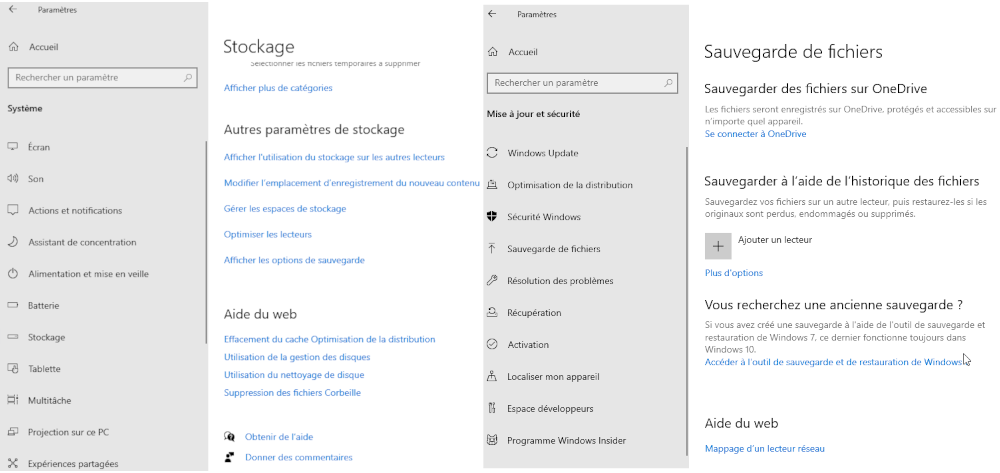 Paramètres
Accueil
Rechercher un paramètre
Système
Écran
Son
Actions et notifications
Assistant de concentration
Alimentation et mise en veille
Batterie
Stockage
Tablette
Multitâche
Projection sur ce PC
Expériences partagées
Stockage
Sélectionner les fichiers temporaires à supprimer
Afficher plus de catégories
Autres paramètres de stockage
Afficher l'utilisation du stockage sur les autres lecteurs
Modifier l'emplacement d'enregistrement du nouveau contenu
Gérer les espaces de stockage
Optimiser les lecteurs
Afficher les options de sauvegarde
Aide du web
Effacement du cache Optimisation de la distribution
Utilisation de la gestion des disques
Utilisation du nettoyage de disque
Suppression des fichiers Corbeille
Obtenir de l'aide
Donner des commentaires
Paramètres
Accueil
Rechercher un paramètre
Mise à jour et sécurité
Windows Update
Optimisation de la distribution
Sécurité Windows
Sauvegarde de fichiers
Résolution des problèmes
Récupération
Activation
Localiser mon appareil
Espace développeurs
Programme Windows Insider
Sauvegarde de fichiers
Sauvegarder des fichiers sur OneDrive
Les fichiers seront enregistrés sur OneDrive, protégés et accessibles sur
n'importe quel appareil.
Se connecter à OneDrive
Sauvegarder à l'aide de l'historique des fichiers
Sauvegardez vos fichiers sur un autre lecteur, puis restaurez-les si les
originaux sont perdus, endommagés ou supprimés.
Ajouter un lecteur
Plus d'options
Vous recherchez une ancienne sauvegarde ?
Si vous avez créé une sauvegarde à l'aide de l'outil de sauvegarde et
restauration de Windows 7, ce dernier fonctionne toujours dans
Windows 10.
Accéder à l'outil de sauvegarde et de restauration de Windows
Aide du web
Mappage d'un lecteur réseau